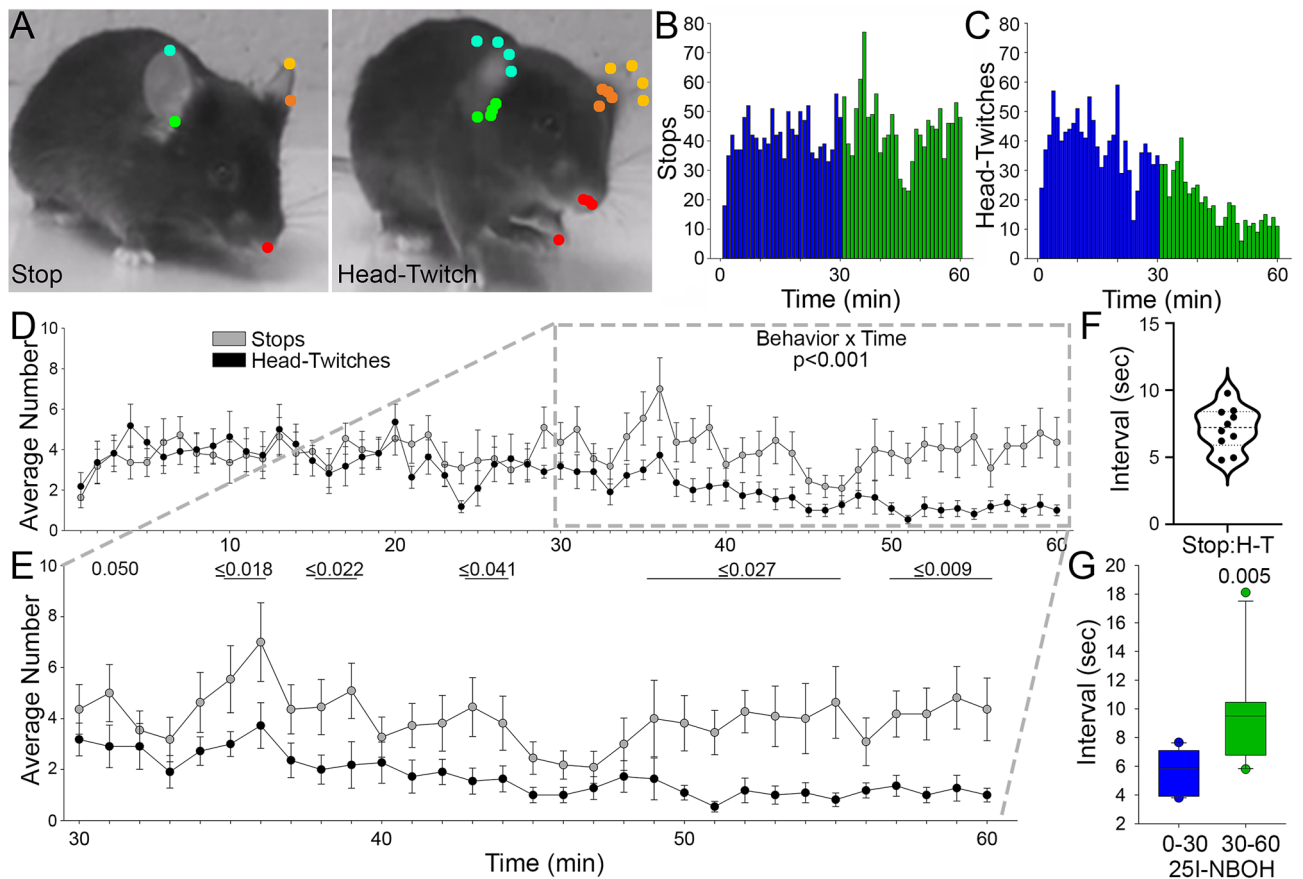 A
Stop
Head-Twitch
B
80
70
60
50
40
30
20
10
0
Stops
0 30 60
Time (min)
C
80
70
60
50
40
30
20
10
0
Head-Twitches
0 30 60
Time (min)
D
10
8
6
4
2
0
Average Number
Stops
Head-Twitches
Behavior x Time
p<0.001
10 20 30 40 50 60
E
10
8
6
4
2
0
Average Number
0.050 ≤0.018 ≤0.022 ≤0.041 ≤0.027 ≤0.009
30 40 50 60
Time (min)
F
15
10
5
0
Interval (sec)
Stop:H-T
G
20
18
16
14
12
10
8
6
4
2
Interval (sec)
0.005
0-30 30-60
25I-NBOH